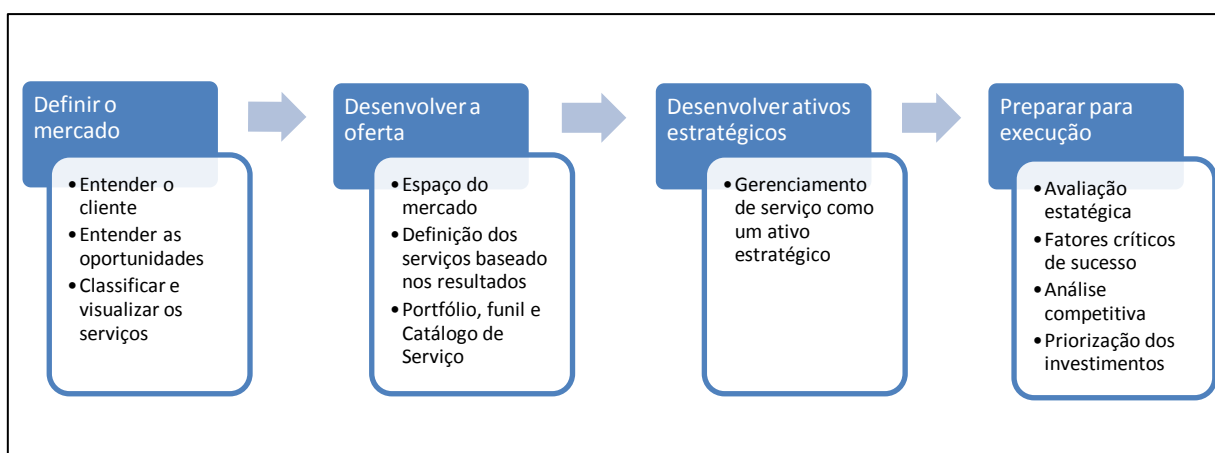 Definir o
mercado
• Entender o
cliente
• Entender as
oportunidades
• Classificar e
visualizar os
serviços
Desenvolver a
oferta
• Espaço do
mercado
• Definição dos
serviços baseado
nos resultados
• Portfólio, funil e
Catálogo de
Serviço
Desenvolver ativos
estratégicos
• Gerenciamento
de serviço como
um ativo
estratégico
Preparar para
execução
• Avaliação
estatégica
• Fatores críticos
de sucesso
• Análise
competitiva
• Priorização dos
investimentos